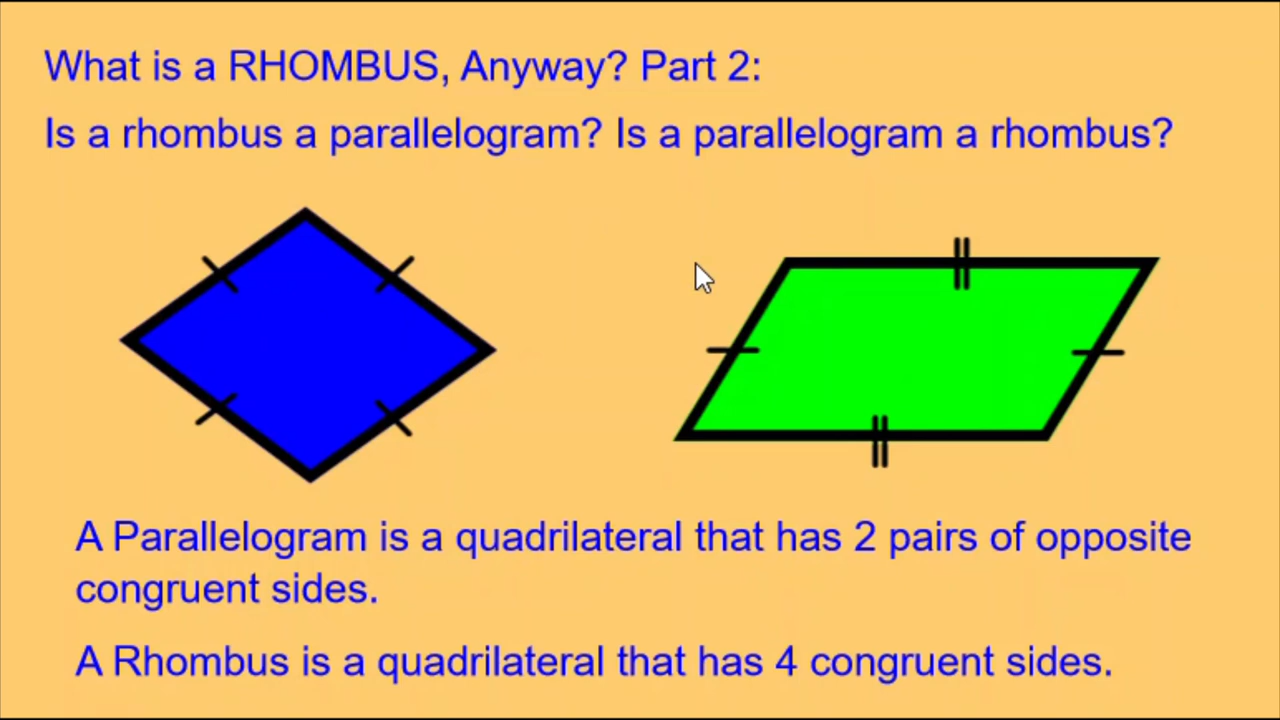 What is a RHOMBUS, Anyway? Part 2:
Is a rhombus a parallelogram? Is a parallelogram a rhombus?
A Parallelogram is a quadrilateral that has 2 pairs of opposite
congruent sides.
A Rhombus is a quadrilateral that has 4 congruent sides.